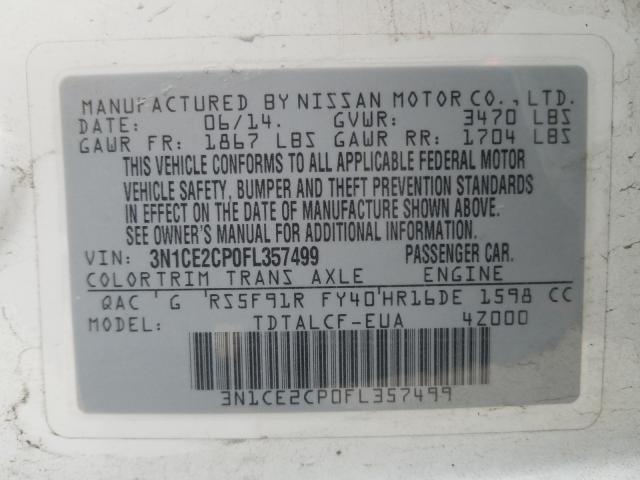 MANUFACTURED BY NISSAN MOTOR CO., LTD.
DATE: 06/14. GVWR: 3470 LBS
GAWR FR: 1867 LBS GAWR RR: 1704 LBS
THIS VEHICLE CONFORMS TO ALL APPLICABLE FEDERAL MOTOR
VEHICLE SAFETY, BUMPER AND THEFT PREVENTION STANDARDS
IN EFFECT ON THE DATE OF MANUFACTURE SHOWN ABOVE.
SEE OWNER'S MANUAL FOR ADDITIONAL INFORMATION.
VIN: 3N1CE2CP0FL357499 PASSENGER CAR.
COLOR TRIM TRANS AXLE ENGINE
QAC G RS5F91R FY40 HR16DE 1598 CC
MODEL: TDTALCF-EUA 4Z000
3N1CE2CP0FL357499